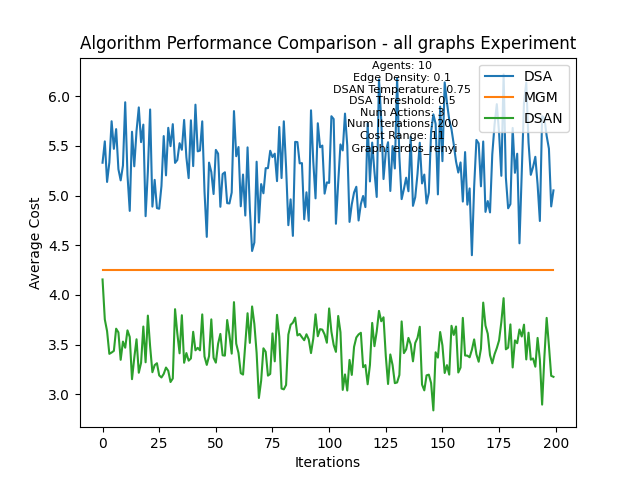 Algorithm Performance Comparison - all graphs Experiment
Agents: 10
Edge Density: 0.1
DSAN Temperature: 0.75
DSA Threshold: 0.5
Num Actions: 3
Num Iterations: 200
Cost Range: 11
Graph: erdos_renyi
DSA
MGM
DSAN
Average Cost
6.0
5.5
5.0
4.5
4.0
3.5
3.0
0
25
50
75
100
125
150
175
200
Iterations